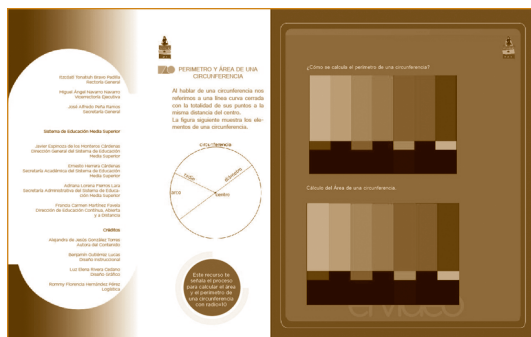 Itzcóatl Tonatiuh Bravo Padilla
Rectoría General
Miguel Ángel Navarro Navarro
Vicerrectoría Ejecutiva
José Alfredo Peña Ramos
Secretaría General
Sistema de Educación Media Superior
Javier Espinoza de los Monteros Cárdenas
Dirección General del Sistema de Educación
Media Superior
Ernesto Herrera Cárdenas
Secretaría Académica del Sistema de Educación
Media Superior
Adriana Lorena Fierros Lara
Secretaría Administrativa del Sistema de Educa-
ción Media Superior
Francis Carmen Martínez Favela
Dirección de Educación Continua, Abierta
y a Distancia
Créditos
Alejandro de Jesús González Torres
Autora del Contenido
Benjamín Gutiérrez Lucas
Diseño Instruccional
Luz Elena Rivera Cedano
Diseño Gráfico
Rommy Florencia Hernández Pérez
Logística
PERIMETRO Y ÁREA DE UNA
CIRCUNFERENCIA
Al hablar de una circunferencia nos
referimos a una línea curva cerrada
con la totalidad de sus puntos a la
misma distancia del centro.
La figura siguiente muestra los ele-
mentos de una circunferencia.
circunferencia
radio
diámetro
arco
centro
Este recurso te
señala el proceso
para calcular el área
y el perímetro de
una circunferencia
con radio=10
¿Cómo se calcula el perímetro de una circunferencia?
Cálculo del Área de una circunferencia.